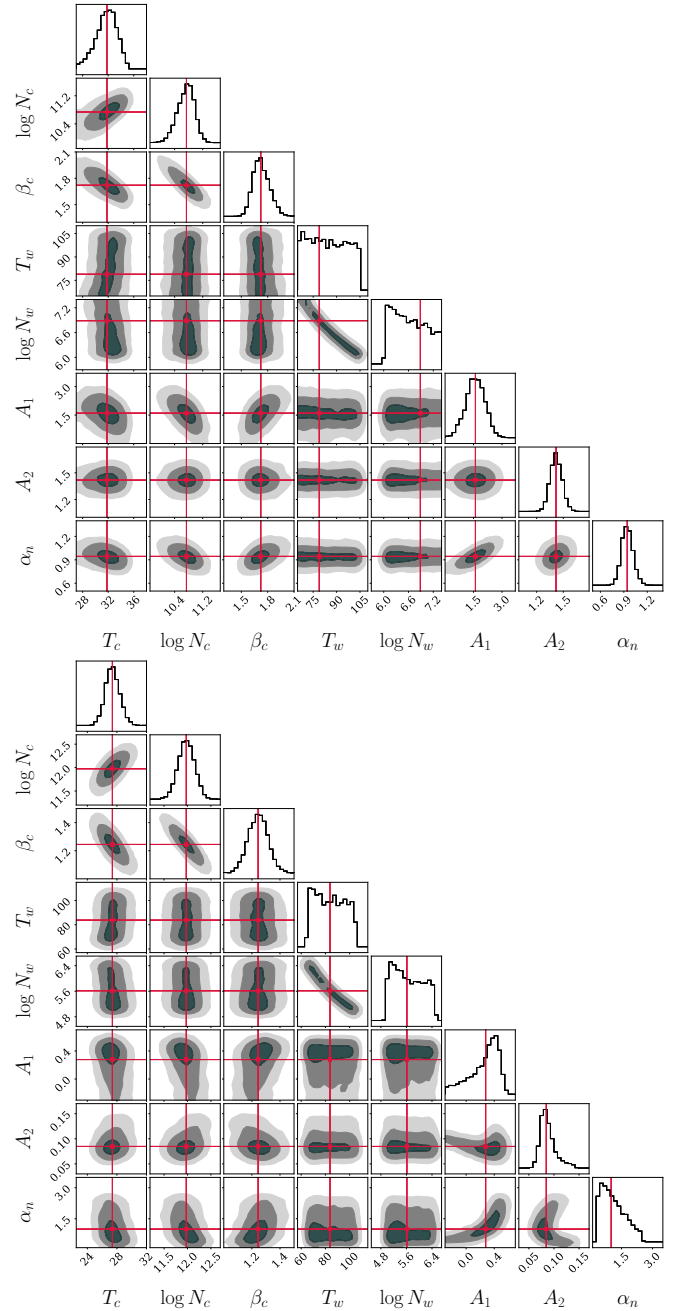 log N_c
11.2
10.4
β_c
2.1
1.8
1.5
T_w
105
90
75
log N_w
7.2
6.6
6.0
A_1
3.0
1.5
A_2
1.5
1.2
α_n
1.2
0.9
0.6
28 32 36 10.4 11.2 1.5 1.8 2.1 75 90 105 6.0 6.6 7.2 1.5 3.0 1.2 1.5 0.6 0.9 1.2
T_c log N_c β_c T_w log N_w A_1 A_2 α_n
log N_c
12.5
12.0
11.5
β_c
1.4
1.2
T_w
100
80
60
log N_w
6.4
5.6
4.8
A_1
0.4
0.0
A_2
0.15
0.10
0.05
α_n
3.0
1.5
24 28 32 11.5 12.0 12.5 1.2 1.4 60 80 100 4.8 5.6 6.4 0.0 0.4 0.05 0.10 0.15 1.5 3.0
T_c log N_c β_c T_w log N_w A_1 A_2 α_n